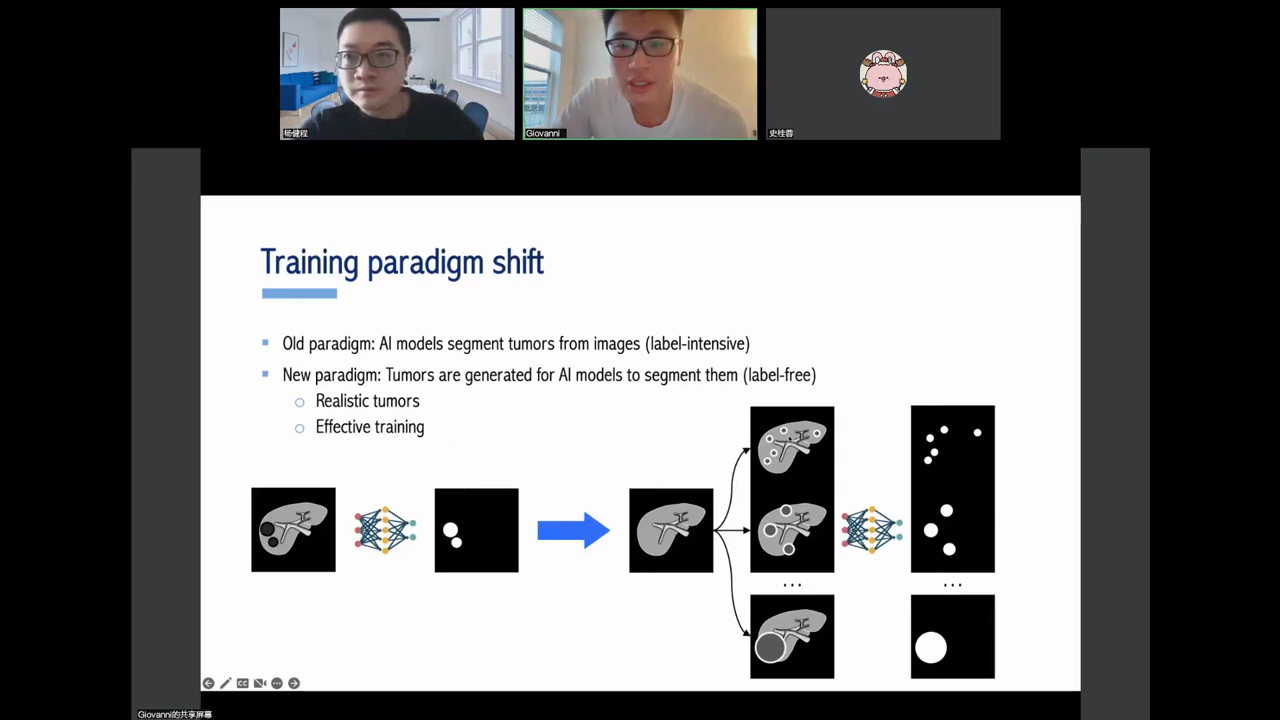 杨健程
Giovanni
史桂蓉
Training paradigm shift
Old paradigm: AI models segment tumors from images (label-intensive)
New paradigm: Tumors are generated for AI models to segment them (label-free)
Realistic tumors
Effective training
...
...
Giovanni的共享屏幕